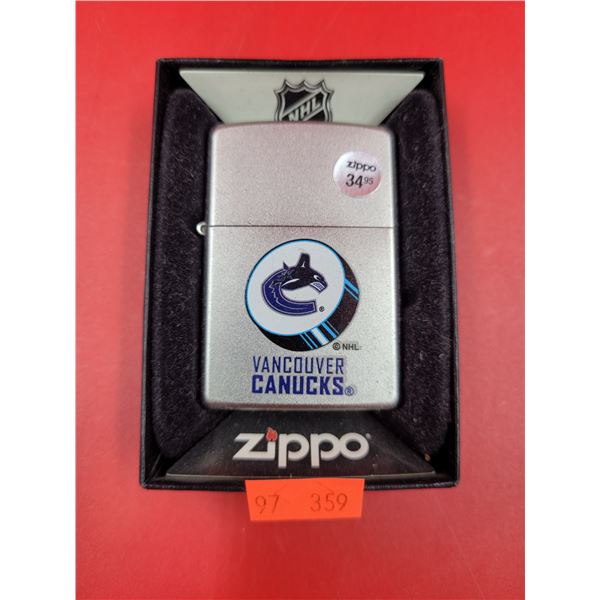 NHL
zippo
34 95
®
© NHL
VANCOUVER
CANUCKS®
zippo®
97 359